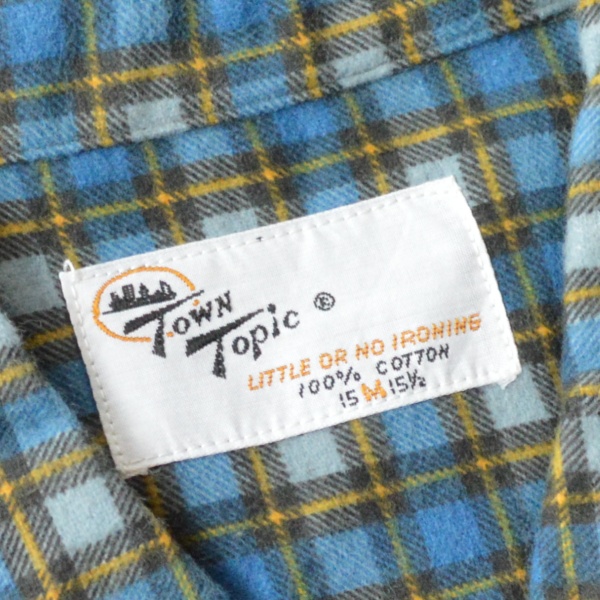 Town
Topic ®
LITTLE OR NO IRONING
100% COTTON
15 M 15½